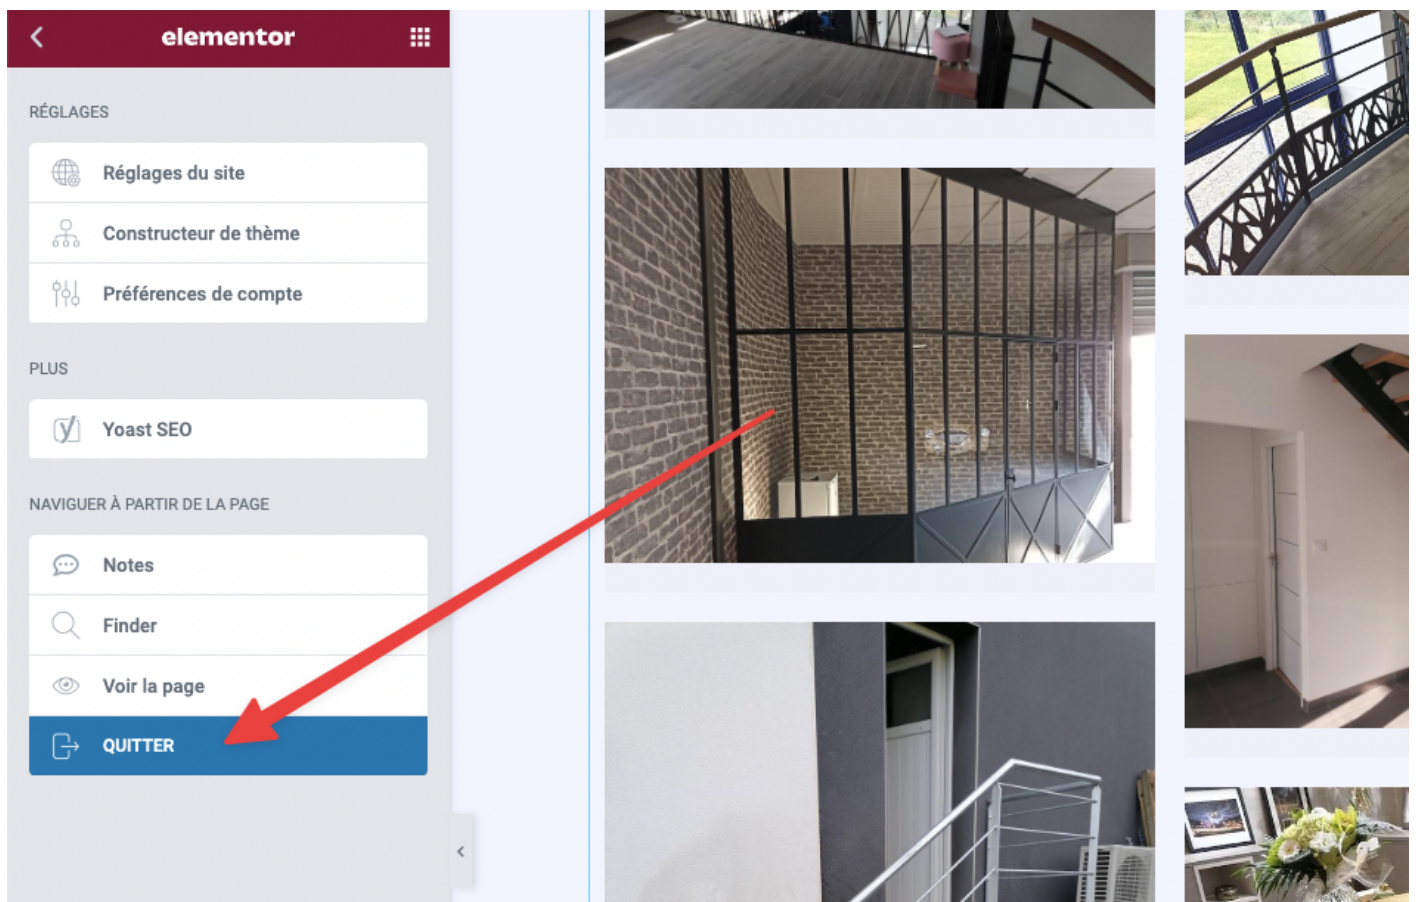 elementor
RÉGLAGES
Réglages du site
Constructeur de thème
Préférences de compte
PLUS
Yoast SEO
NAVIGUER À PARTIR DE LA PAGE
Notes
Finder
Voir la page
QUITTER